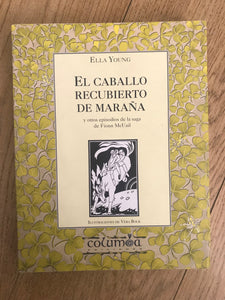 ELLA YOUNG
EL CABALLO
RECUBIERTO
DE MARAÑA
y otros episodios de la saga
de Fionn McUail
ILUSTRACIONES DE VERA BOCK
columna